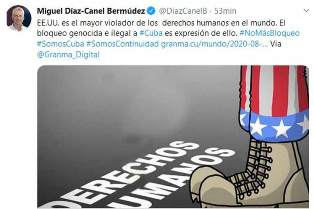 Miguel Díaz-Canel Bermúdez @DiazCanelB · 53min
EE.UU. es el mayor violador de los derechos humanos en el mundo. El
bloqueo genocida e ilegal a #Cuba es expresión de ello. #NoMásBloqueo
#SomosCuba #SomosContinuidad granma.cu/mundo/2020-08-... Via
@Granma_Digital
DERECHOS
HUMANOS